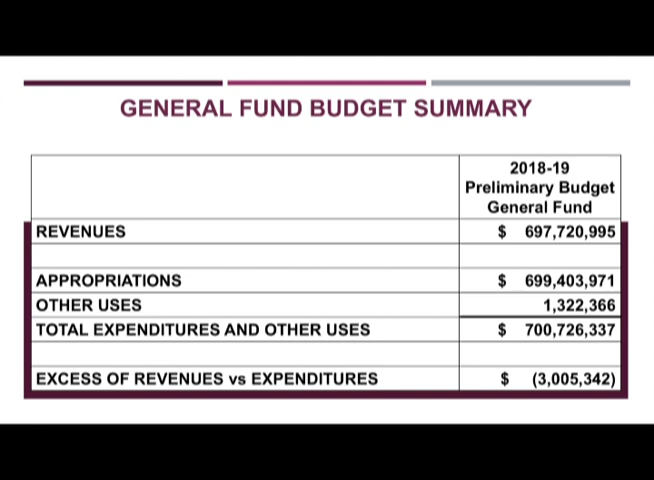 GENERAL FUND BUDGET SUMMARY
2018-19
Preliminary Budget
General Fund
REVENUES $ 697,720,995
APPROPRIATIONS $ 699,403,971
OTHER USES 1,322,366
TOTAL EXPENDITURES AND OTHER USES $ 700,726,337
EXCESS OF REVENUES vs EXPENDITURES $ (3,005,342)